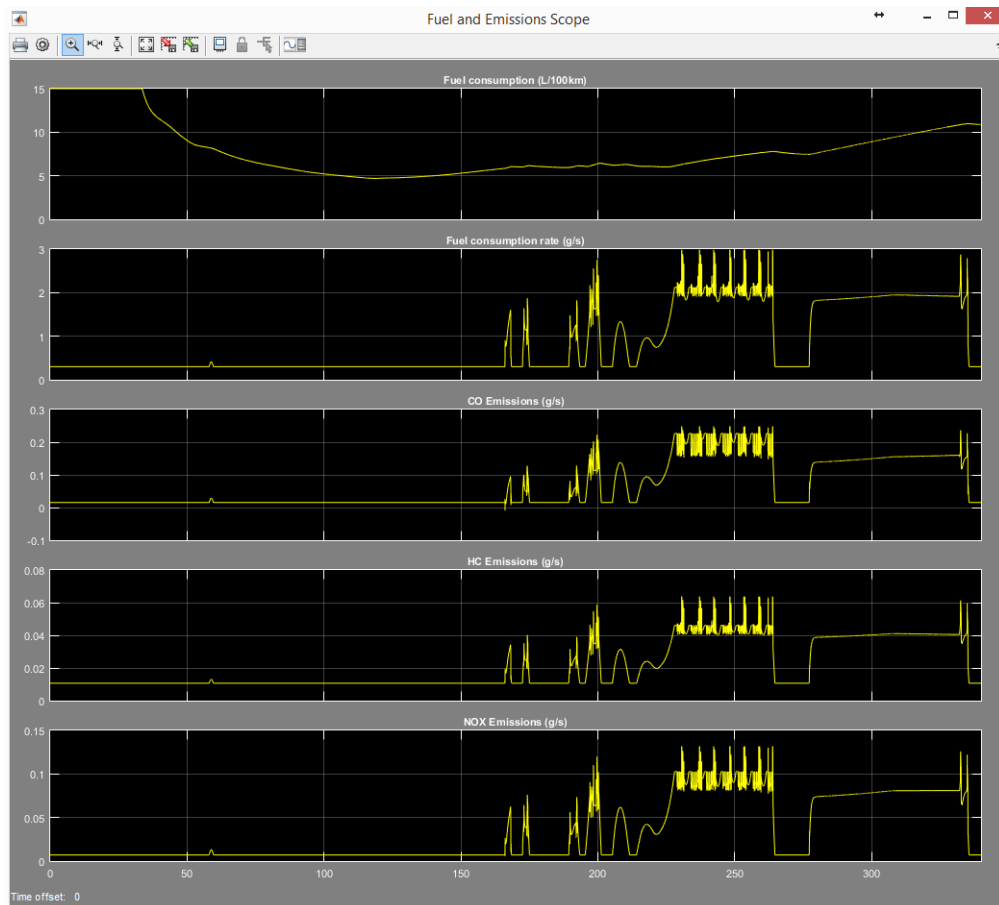 Fuel and Emissions Scope
Fuel consumption (L/100km)
15
10
5
0
Fuel consumption rate (g/s)
3
2
1
0
CO Emissions (g/s)
0.3
0.2
0.1
0
-0.1
HC Emissions (g/s)
0.08
0.06
0.04
0.02
0
NOX Emissions (g/s)
0.15
0.1
0.05
0
0 50 100 150 200 250 300
Time offset: 0